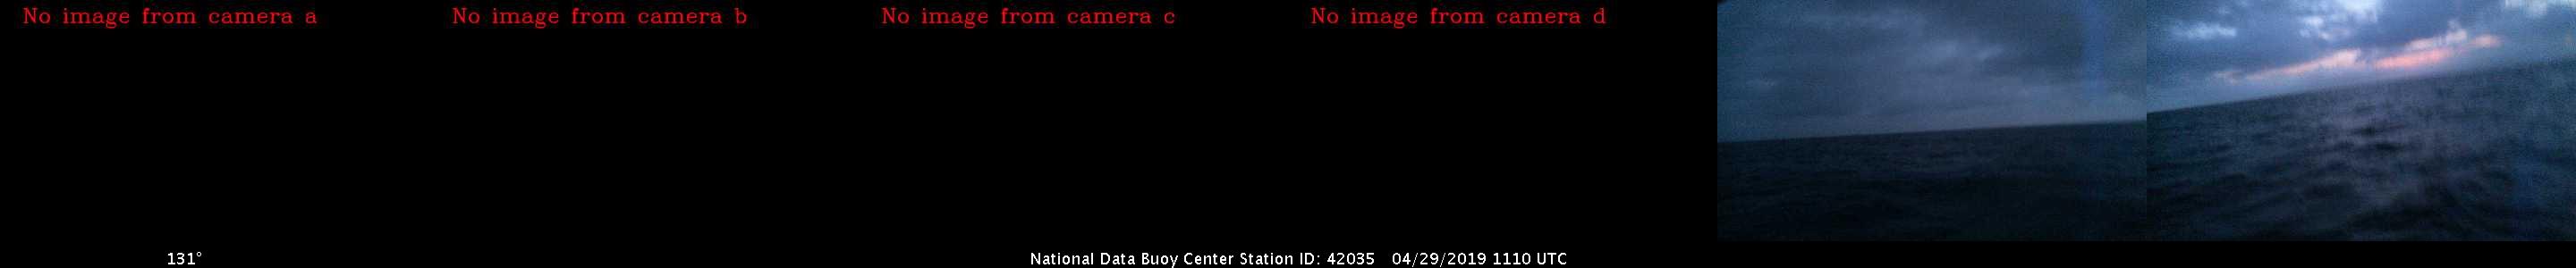 No image from camera a
No image from camera b
No image from camera c
No image from camera d
131°
National Data Buoy Center Station ID: 42035 04/29/2019 1110 UTC